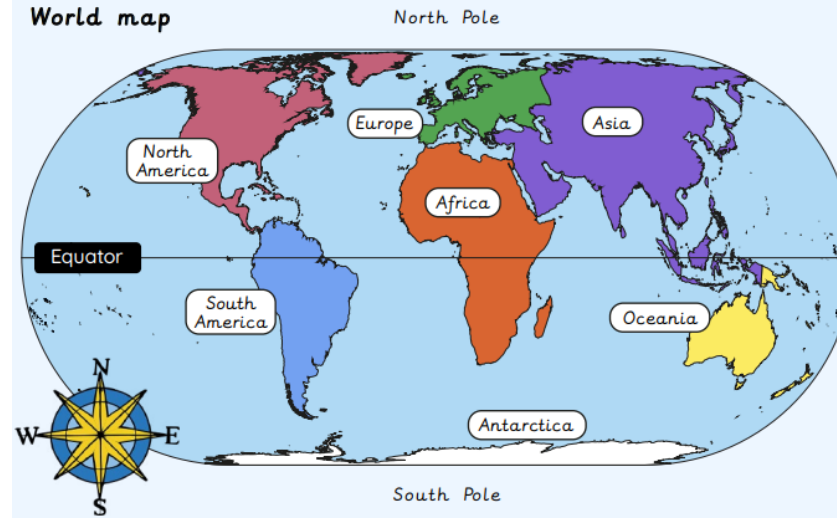 World map
North Pole
Europe
Asia
North
America
Africa
Equator
South
America
Oceania
N
W
E
S
Antarctica
South Pole